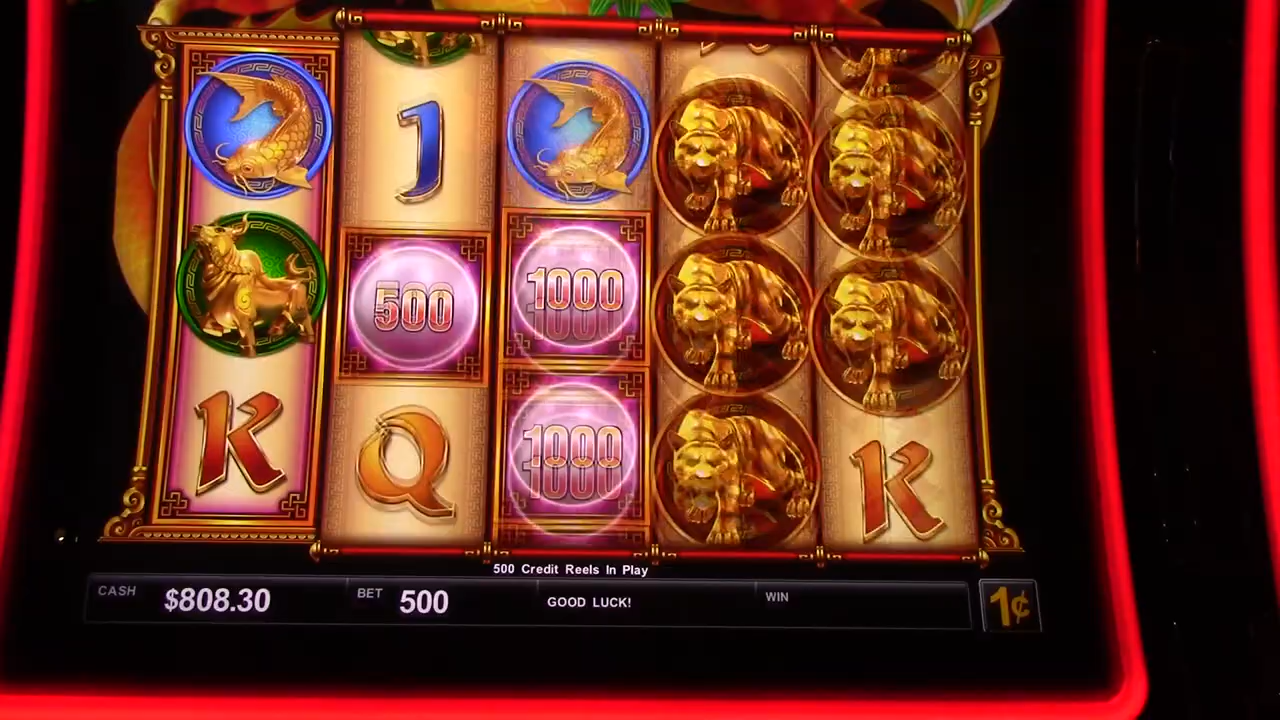 J
500
1000
1000
K
Q
K
500 Credit Reels In Play
CASH $808.30 BET 500 GOOD LUCK! WIN 1¢